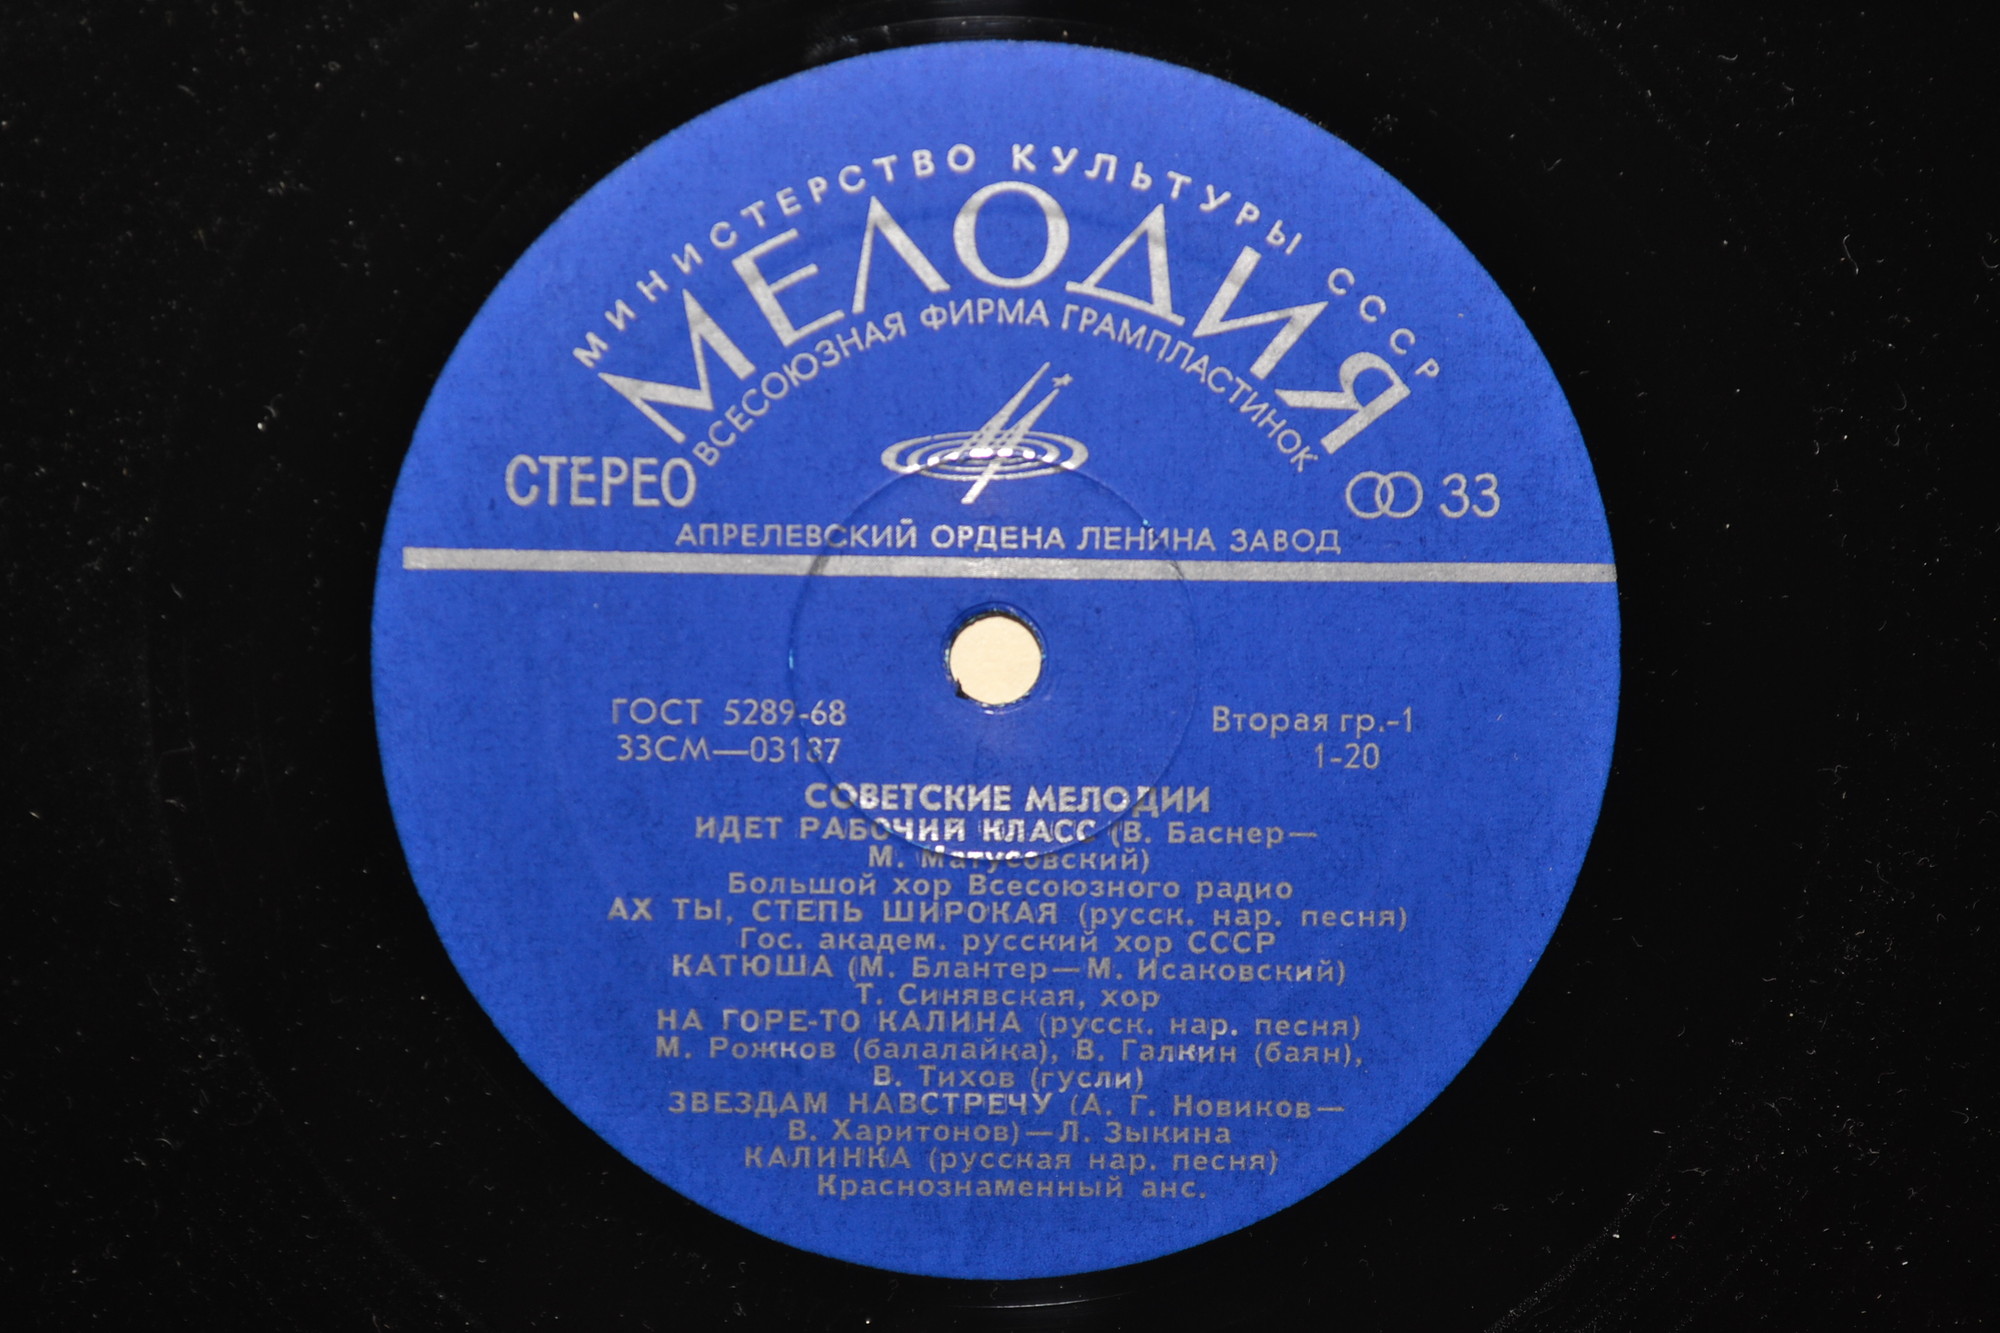 МИНИСТЕРСТВО КУЛЬТУРЫ СССР
МЕЛОДИЯ
ВСЕСОЮЗНАЯ ФИРМА ГРАМПЛАСТИНОК
СТЕРЕО
33
АПРЕЛЕВСКИЙ ОРДЕНА ЛЕНИНА ЗАВОД
ГОСТ 5289-68
Вторая гр.-1
33СМ—03187
1-20
СОВЕТСКИЕ МЕЛОДИИ
ИДЕТ РАБОЧИЙ КЛАСС (В. Баснер—
М. Матусовский)
Большой хор Всесоюзного радио
АХ ТЫ, СТЕПЬ ШИРОКАЯ (русск. нар. песня)
Гос. академ. русский хор СССР
КАТЮША (М. Блантер—М. Исаковский)
Т. Синявская, хор
НА ГОРЕ-ТО КАЛИНА (русск. нар. песня)
М. Рожков (балалайка), В. Галкин (баян),
В. Тихов (гусли)
ЗВЕЗДАМ НАВСТРЕЧУ (А. Г. Новиков—
В. Харитонов)—Л. Зыкина
КАЛИНКА (русская нар. песня)
Краснознаменный анс.